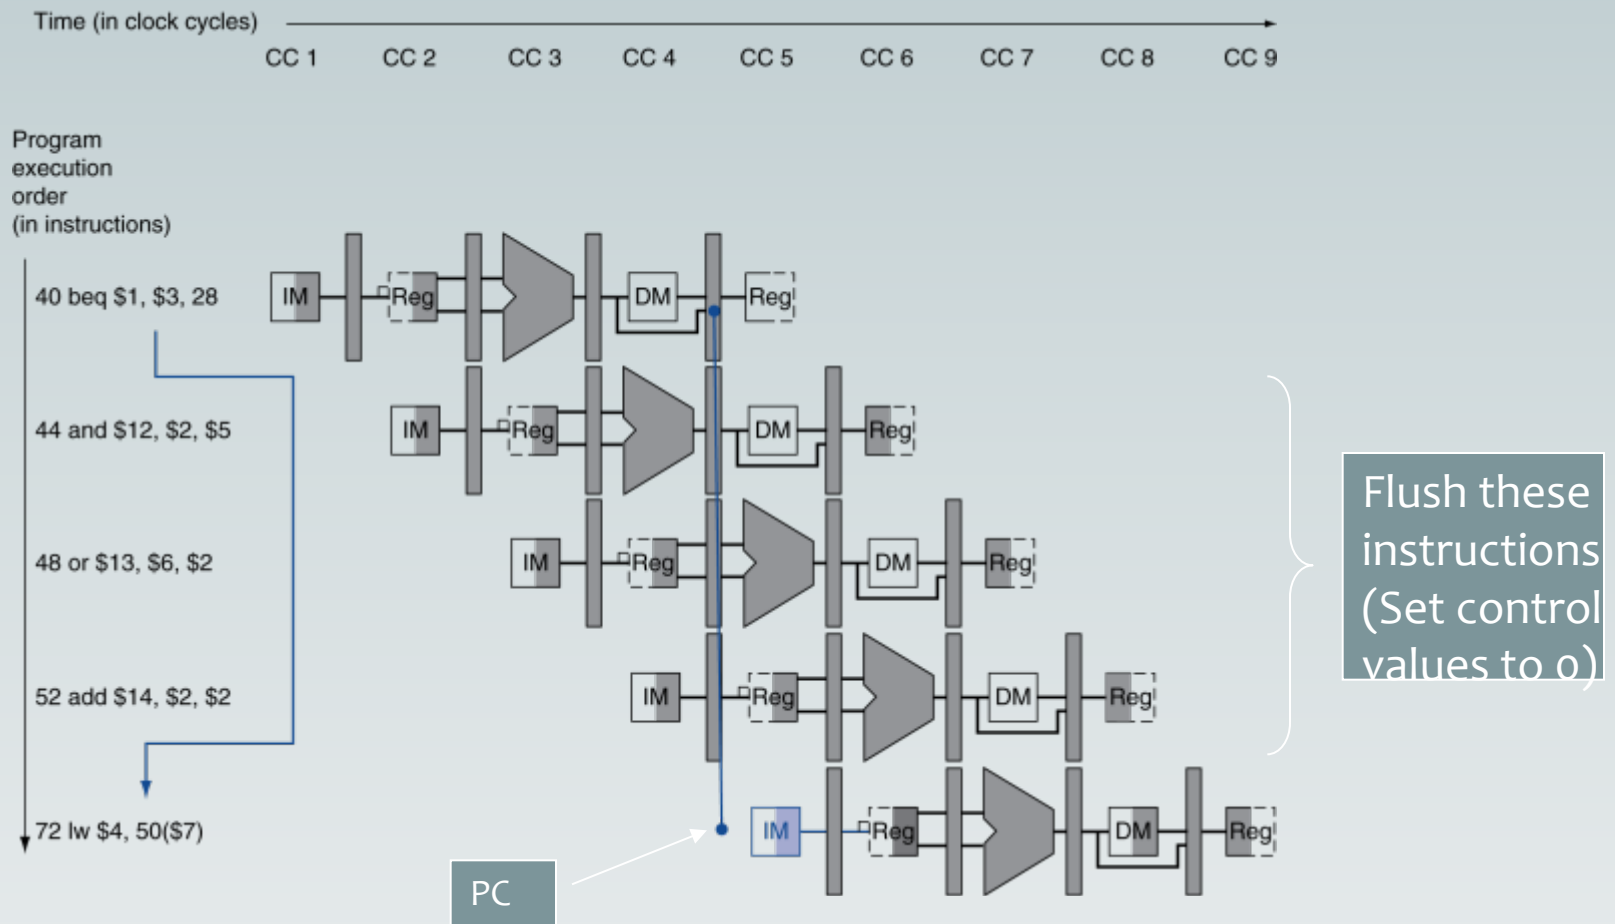 Time (in clock cycles)
CC 1 CC 2 CC 3 CC 4 CC 5 CC 6 CC 7 CC 8 CC 9
Program
execution
order
(in instructions)
40 beq $1, $3, 28
IM Reg DM Reg
44 and $12, $2, $5
IM Reg DM Reg
48 or $13, $6, $2
IM Reg DM Reg
52 add $14, $2, $2
IM Reg DM Reg
72 lw $4, 50($7)
IM Reg DM Reg
Flush these
instructions
(Set control
values to 0)
PC